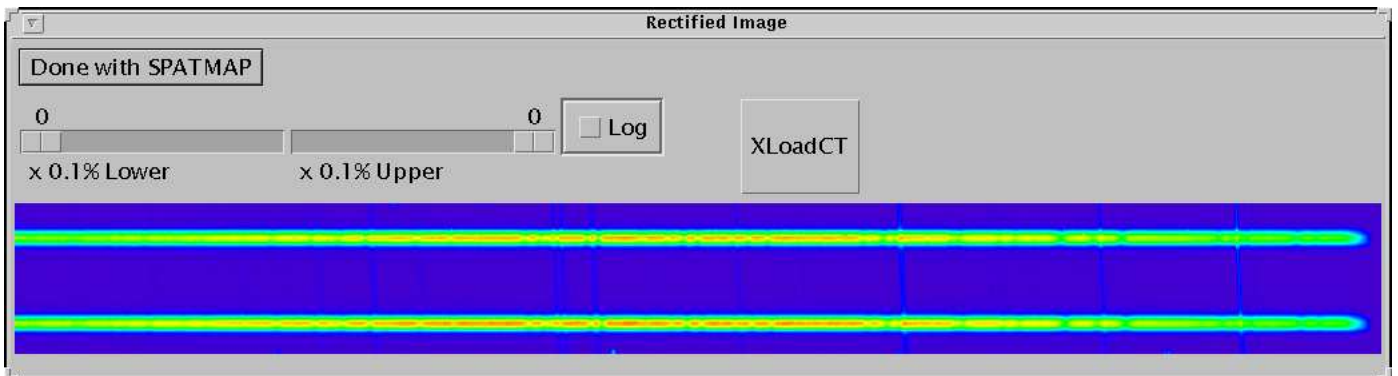 Rectified Image
Done with SPATMAP
0 0
Log
XLoadCT
x 0.1% Lower x 0.1% Upper